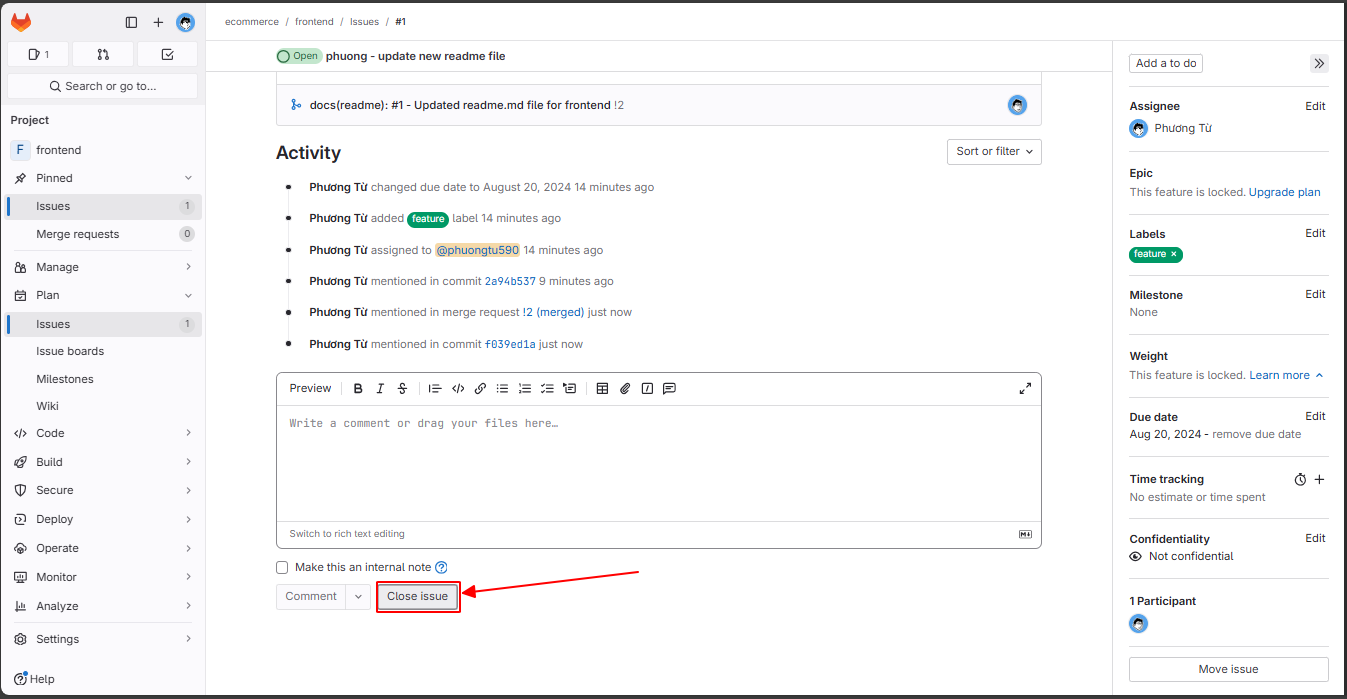 ecommerce / frontend / Issues / #1
1
Search or go to...
Project
F frontend
Pinned
Issues 1
Merge requests 0
Manage
Plan
Issues 1
Issue boards
Milestones
Wiki
Code
Build
Secure
Deploy
Operate
Monitor
Analyze
Settings
Help
Open phuong - update new readme file
docs(readme): #1 - Updated readme.md file for frontend !2
Activity
Sort or filter
Phương Từ changed due date to August 20, 2024 14 minutes ago
Phương Từ added feature label 14 minutes ago
Phương Từ assigned to @phuongtu590 14 minutes ago
Phương Từ mentioned in commit 2a94b537 9 minutes ago
Phương Từ mentioned in merge request !2 (merged) just now
Phương Từ mentioned in commit f039ed1a just now
Preview
Write a comment or drag your files here…
Switch to rich text editing
Make this an internal note
Comment
Close issue
Add a to do
Assignee Edit
Phương Từ
Epic
This feature is locked. Upgrade plan
Labels Edit
feature ×
Milestone Edit
None
Weight
This feature is locked. Learn more
Due date Edit
Aug 20, 2024 - remove due date
Time tracking
No estimate or time spent
Confidentiality Edit
Not confidential
1 Participant
Move issue